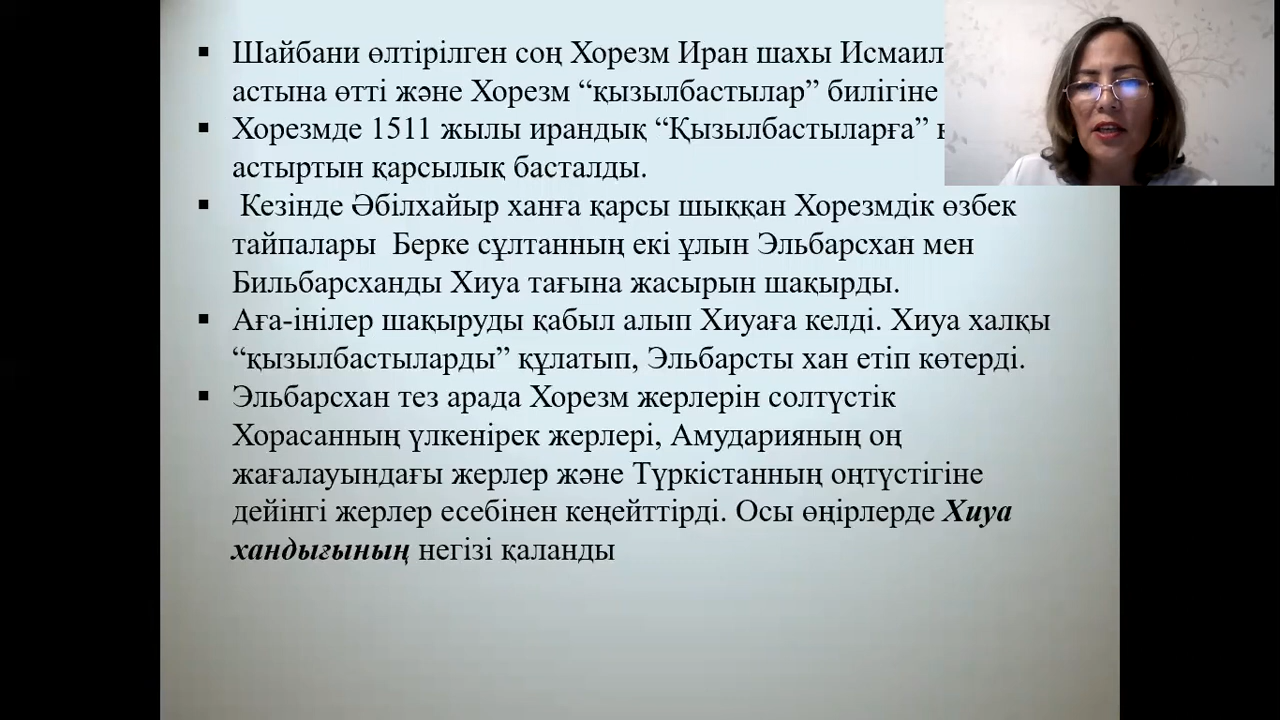 ▪ Шайбани өлтірілген соң Хорезм Иран шахы Исмаил
астына өтті және Хорезм “қызылбастылар” билігіне
▪ Хорезмде 1511 жылы ирандық “Қызылбастыларға”
астыртын қарсылық басталды.
▪ Кезінде Әбілхайыр ханға қарсы шыққан Хорезмдік өзбек
тайпалары Берке сұлтанның екі ұлын Эльбарсхан мен
Бильбарсханды Хиуа тағына жасырын шақырды.
▪ Аға-інілер шақыруды қабыл алып Хиуаға келді. Хиуа халқы
“қызылбастыларды” құлатып, Эльбарсты хан етіп көтерді.
▪ Эльбарсхан тез арада Хорезм жерлерін солтүстік
Хорасанның үлкенірек жерлері, Амударияның оң
жағалауындағы жерлер және Түркістанның оңтүстігіне
дейінгі жерлер есебінен кеңейттірді. Осы өңірлерде Хиуа
хандығының негізі қаланды